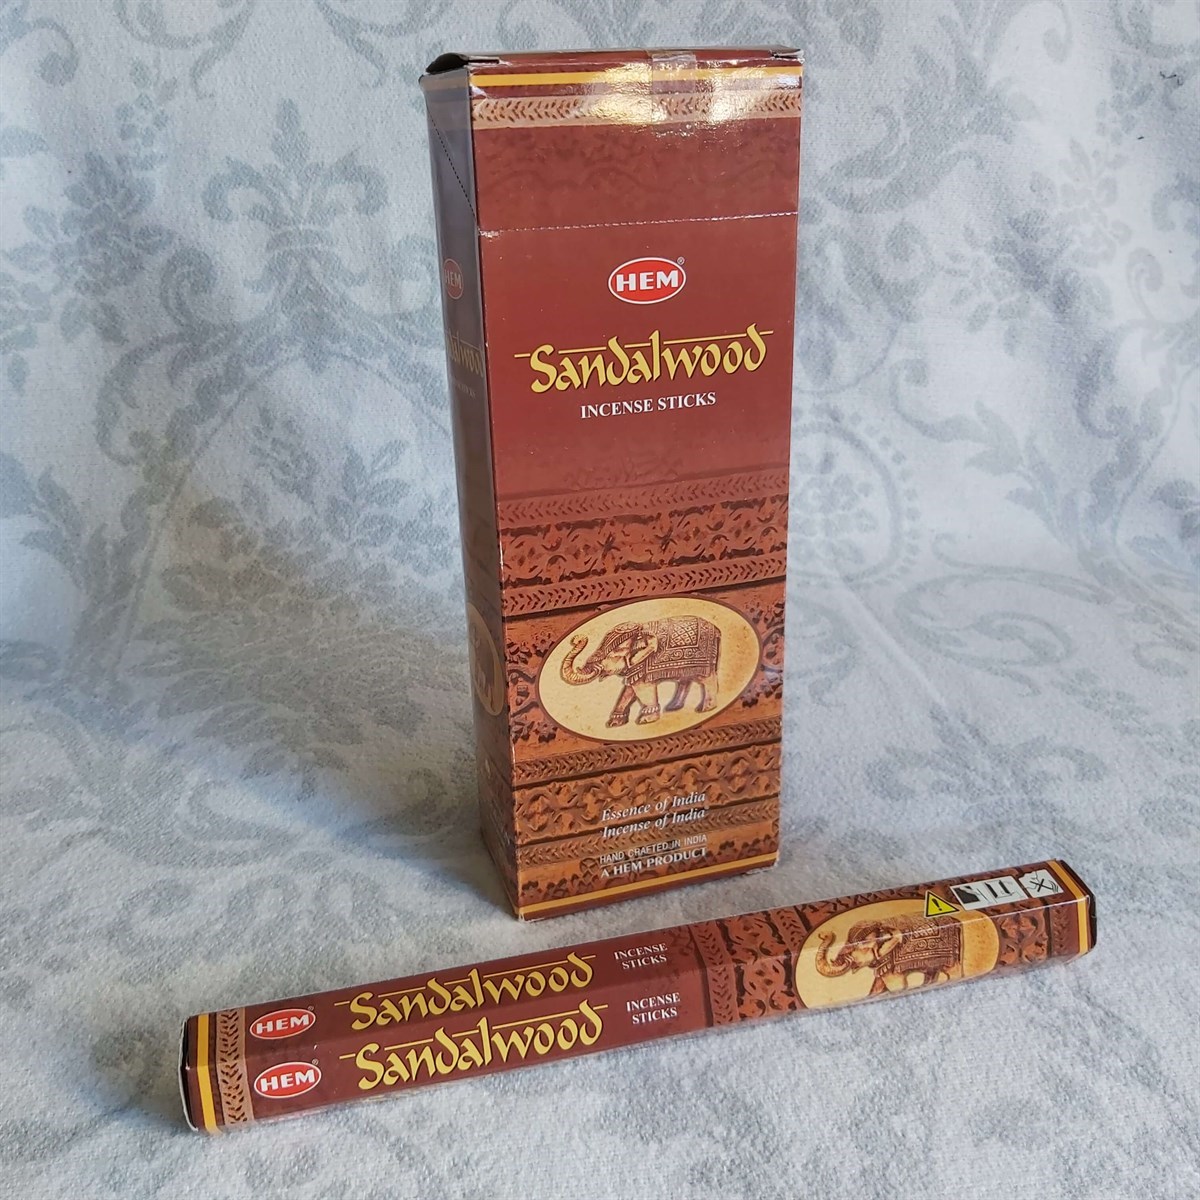 HEM®
Sandalwood
INCENSE STICKS
Essence of India
Incense of India
HAND CRAFTED IN INDIA
A HEM PRODUCT
HEM
HEM
Sandalwood
INCENSE
STICKS
HEM®
Sandalwood
INCENSE
STICKS